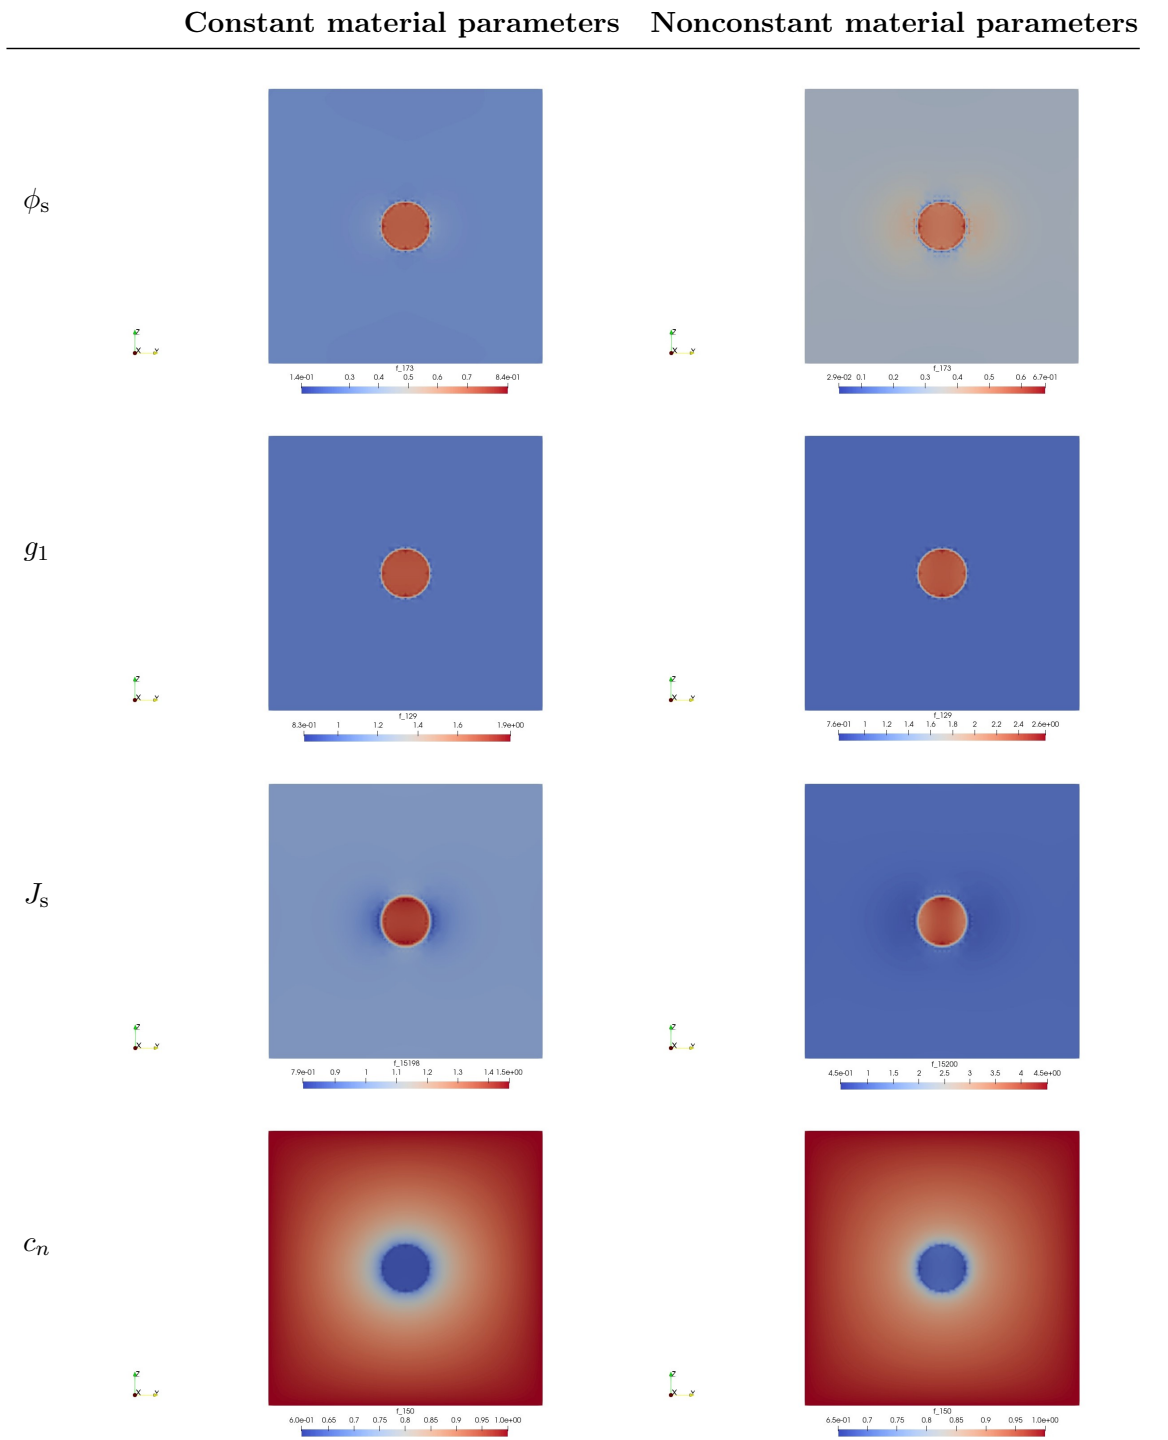 Constant material parameters Nonconstant material parameters
ϕs
Z X Y
Z X Y
f_173
1.4e-01 0.3 0.4 0.5 0.6 0.7 8.4e-01
f_173
2.9e-02 0.1 0.2 0.3 0.4 0.5 0.6 6.7e-01
g1
Z X Y
Z X Y
f_129
8.3e-01 1 1.2 1.4 1.6 1.9e+00
f_129
7.6e-01 1 1.2 1.4 1.6 1.8 2 2.2 2.4 2.6e+00
Js
Z X Y
Z X Y
f_15198
7.9e-01 0.9 1 1.1 1.2 1.3 1.4 1.5e+00
f_15200
4.5e-01 1 1.5 2 2.5 3 3.5 4 4.5e+00
cn
Z X Y
Z X Y
f_150
6.0e-01 0.65 0.7 0.75 0.8 0.85 0.9 0.95 1.0e+00
f_150
6.5e-01 0.7 0.75 0.8 0.85 0.9 0.95 1.0e+00